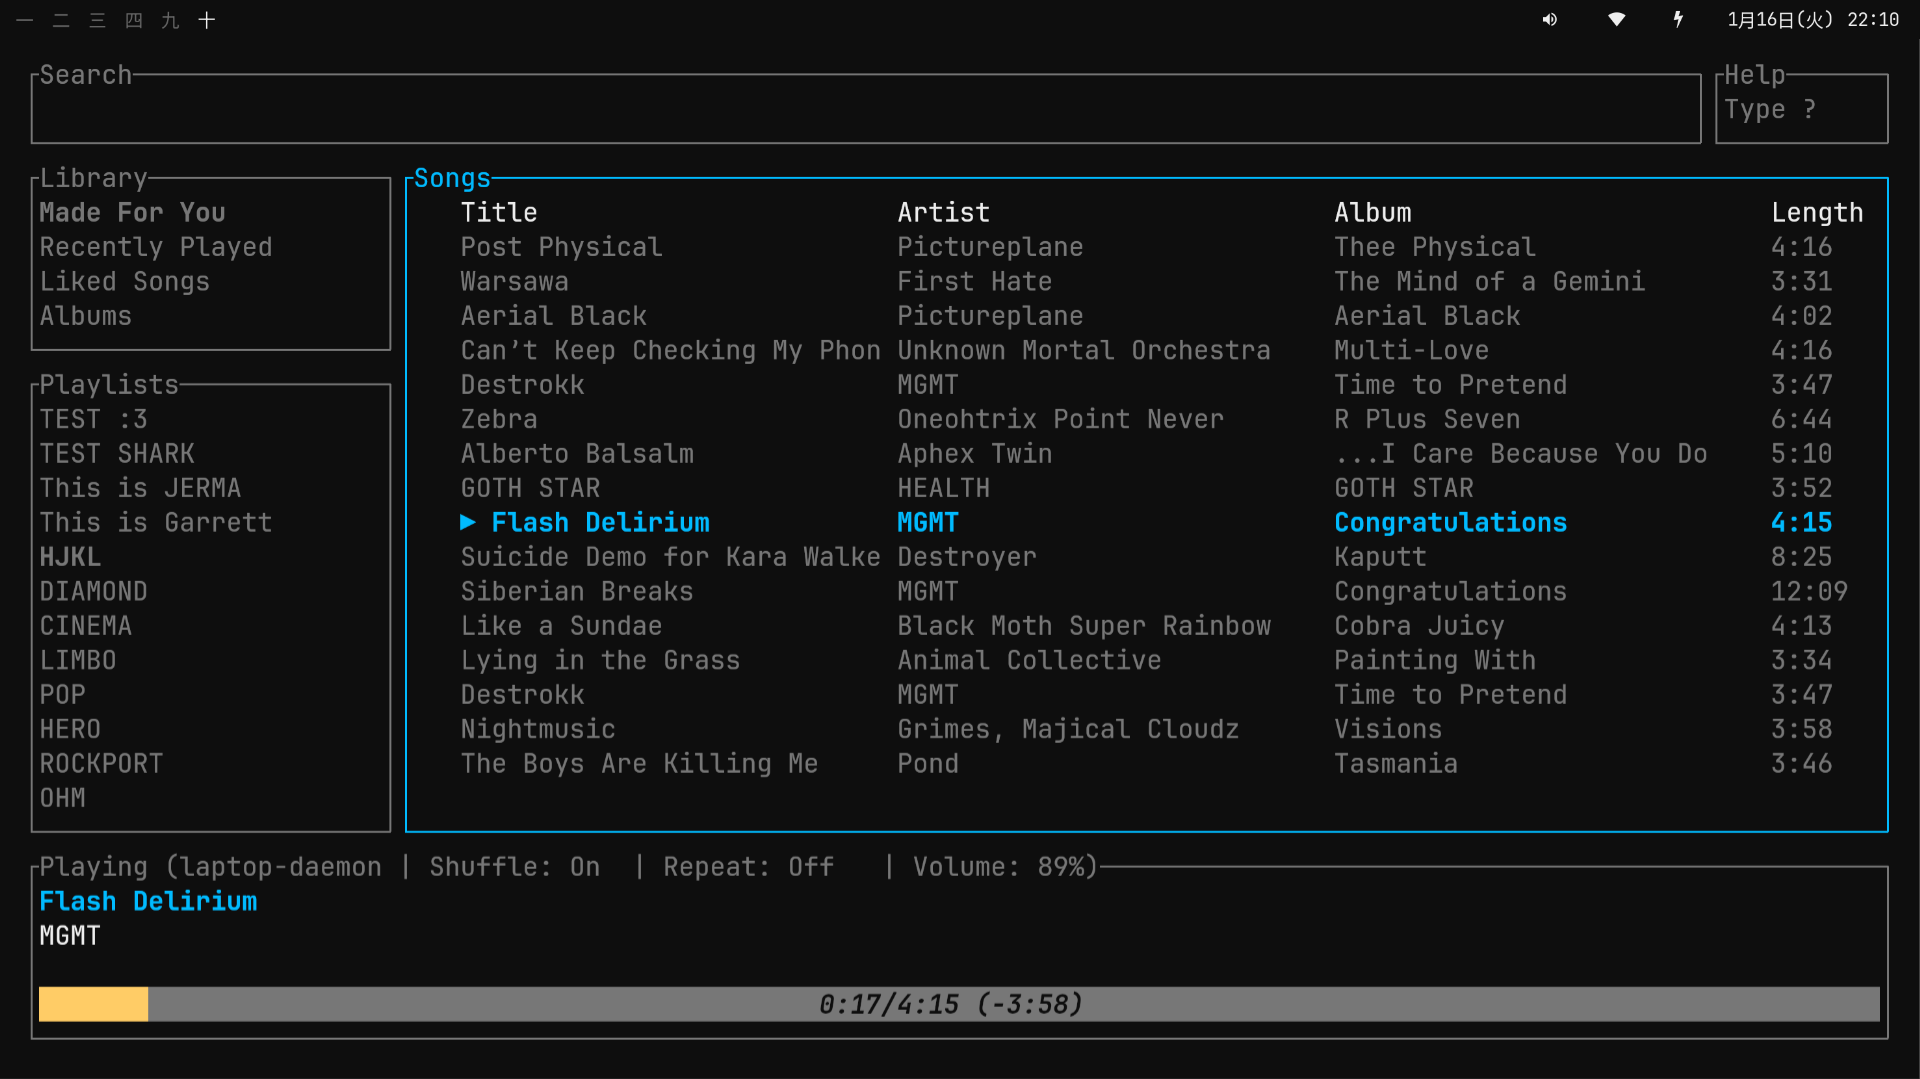 一 二 三 四 九 十 1月16日(火) 22:10
Search
Help
Type ?
Library
Made For You
Recently Played
Liked Songs
Albums
Playlists
TEST :3
TEST SHARK
This is JERMA
This is Garrett
HJKL
DIAMOND
CINEMA
LIMBO
POP
HERO
ROCKPORT
OHM
Songs
Title Artist Album Length
Post Physical Pictureplane Thee Physical 4:16
Warsawa First Hate The Mind of a Gemini 3:31
Aerial Black Pictureplane Aerial Black 4:02
Can’t Keep Checking My Phon Unknown Mortal Orchestra Multi-Love 4:16
Destrokk MGMT Time to Pretend 3:47
Zebra Oneohtrix Point Never R Plus Seven 6:44
Alberto Balsalm Aphex Twin ...I Care Because You Do 5:10
GOTH STAR HEALTH GOTH STAR 3:52
▶ Flash Delirium MGMT Congratulations 4:15
Suicide Demo for Kara Walke Destroyer Kaputt 8:25
Siberian Breaks MGMT Congratulations 12:09
Like a Sundae Black Moth Super Rainbow Cobra Juicy 4:13
Lying in the Grass Animal Collective Painting With 3:34
Destrokk MGMT Time to Pretend 3:47
Nightmusic Grimes, Majical Cloudz Visions 3:58
The Boys Are Killing Me Pond Tasmania 3:46
Playing (laptop-daemon | Shuffle: On | Repeat: Off | Volume: 89%)
Flash Delirium
MGMT
0:17/4:15 (-3:58)